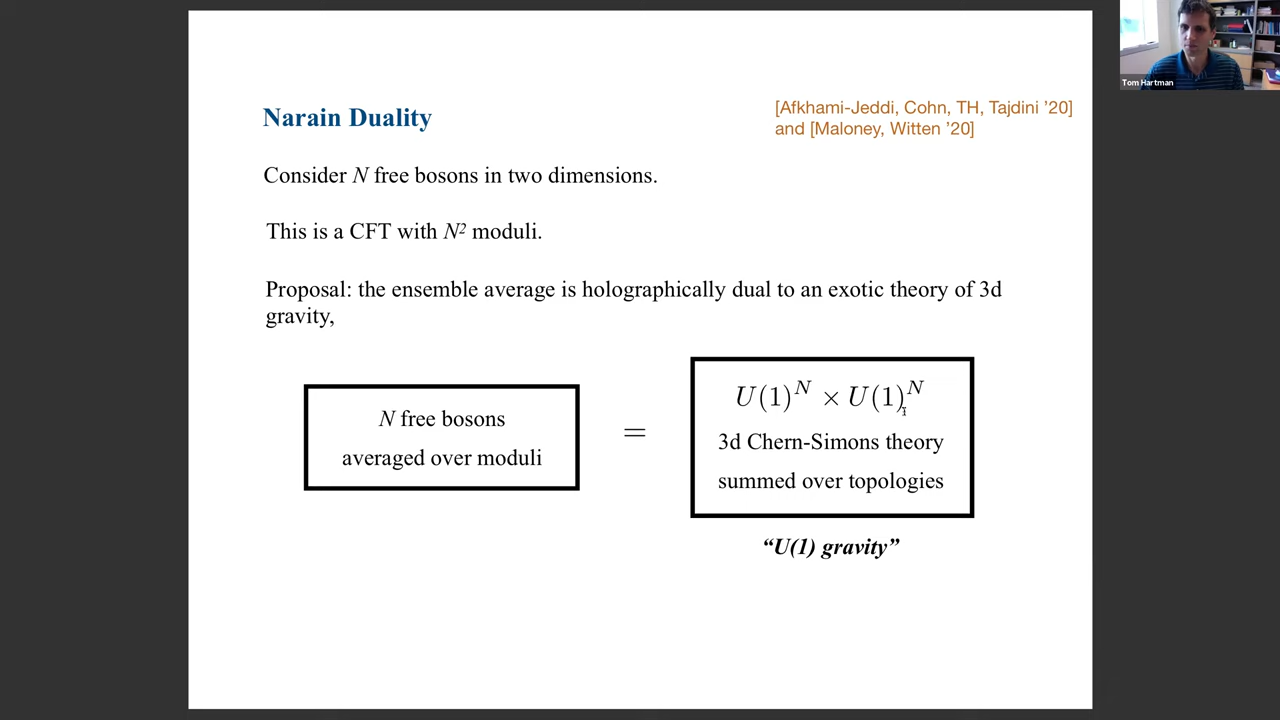 Tom Hartman
Narain Duality
[Afkhami-Jeddi, Cohn, TH, Tajdini ’20]
and [Maloney, Witten ’20]
Consider N free bosons in two dimensions.
This is a CFT with N² moduli.
Proposal: the ensemble average is holographically dual to an exotic theory of 3d
gravity,
N free bosons
averaged over moduli
=
U(1)^N × U(1)^N
3d Chern-Simons theory
summed over topologies
“U(1) gravity”